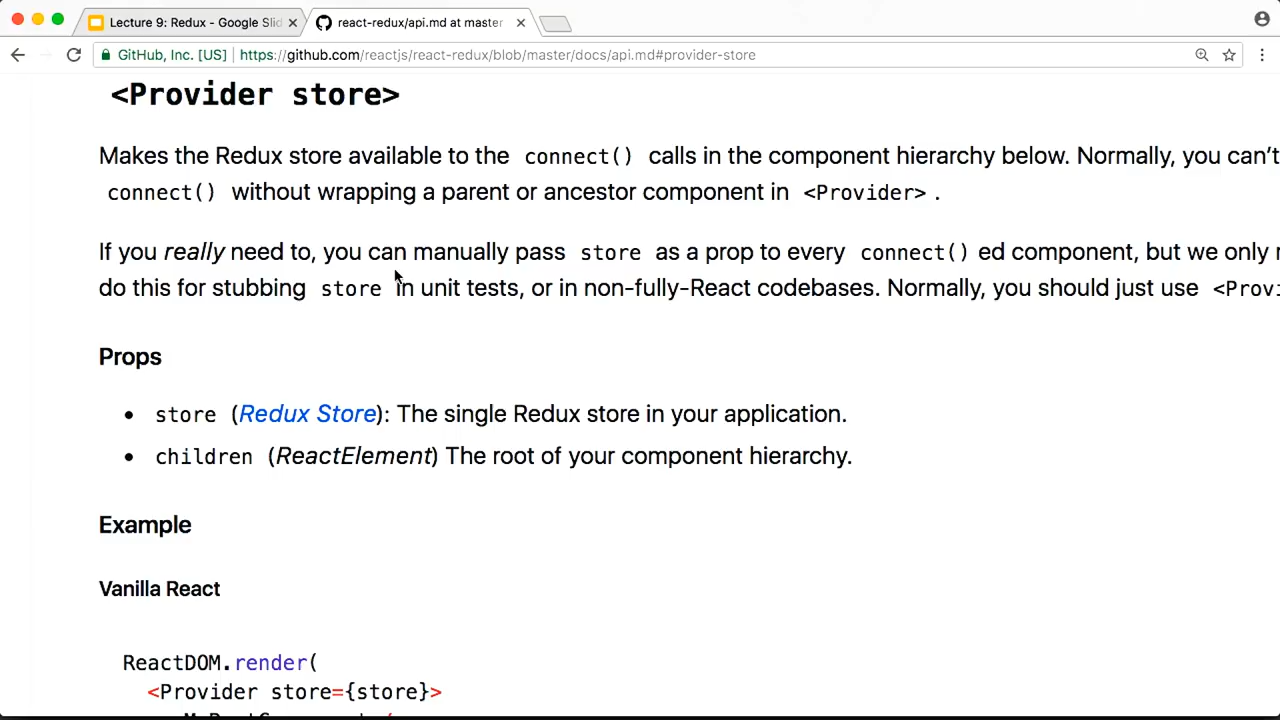 Lecture 9: Redux - Google Slid
react-redux/api.md at master
GitHub, Inc. [US]
https://github.com/reactjs/react-redux/blob/master/docs/api.md#provider-store
<Provider store>
Makes the Redux store available to the connect() calls in the component hierarchy below. Normally, you can't
connect() without wrapping a parent or ancestor component in <Provider> .
If you really need to, you can manually pass store as a prop to every connect() ed component, but we only
do this for stubbing store in unit tests, or in non-fully-React codebases. Normally, you should just use <Provi
Props
• store (Redux Store): The single Redux store in your application.
• children (ReactElement) The root of your component hierarchy.
Example
Vanilla React
ReactDOM.render(
<Provider store={store}>